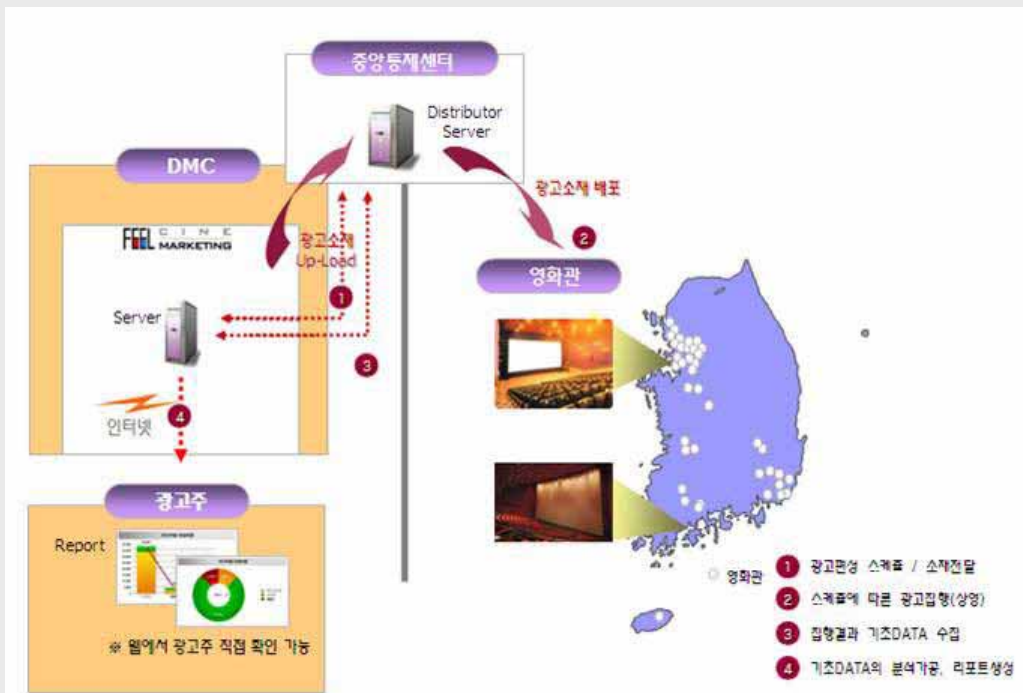 중앙통제센터
Distributor
Server
DMC
FEEL CINE
MARKETING
광고소재
Up-Load
광고소재 배포
2
영화관
Server
1
3
4
인터넷
광고주
Report
※ 웹에서 광고주 직접 확인 가능
영화관
1 광고편성 스케쥴 / 소재전달
2 스케쥴에 따른 광고집행(상영)
3 집행결과 기초DATA 수집
4 기초DATA의 분석가공, 리포트생성